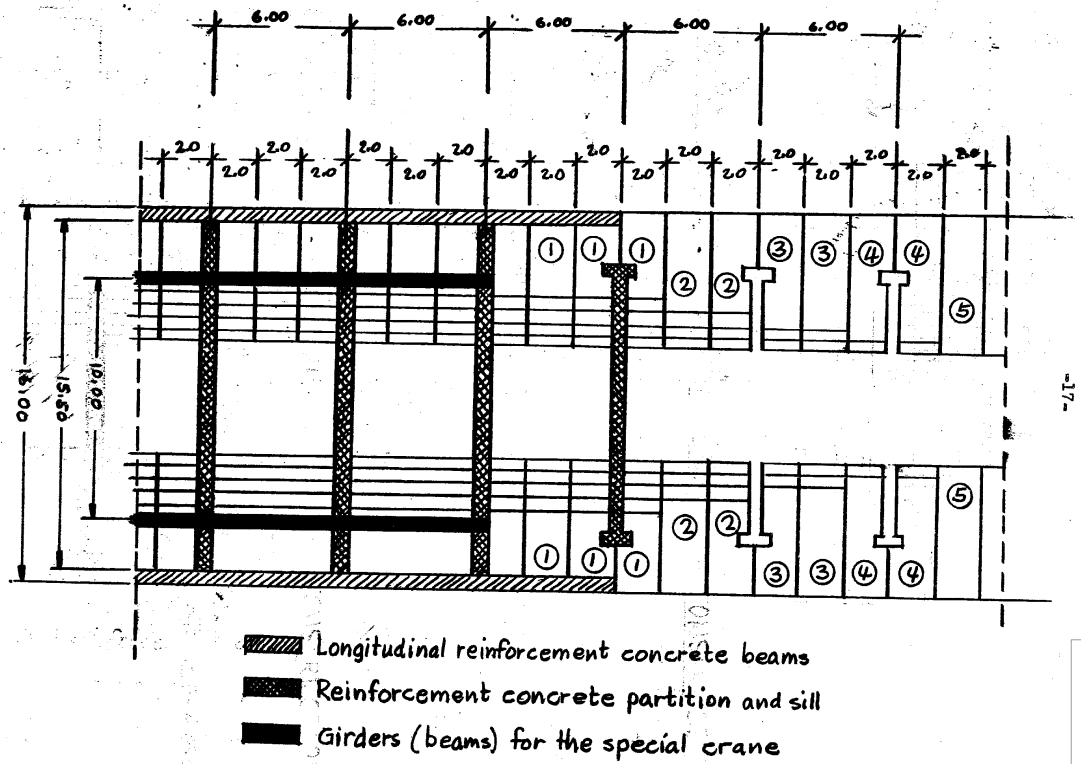 6.00 6.00 6.00 6.00 6.00
2.0 2.0 2.0 2.0 2.0 2.0 2.0 2.0 2.0
2.0 2.0 2.0 2.0 2.0 2.0 2.0 2.0 2.0
① ① ① ③ ③ ④ ④
② ②
⑤
16.00
15.50
10.00
-17-
⑤
② ②
① ① ① ③ ③ ④ ④
Longitudinal reinforcement concrete beams
Reinforcement concrete partition and sill
Girders (beams) for the special crane